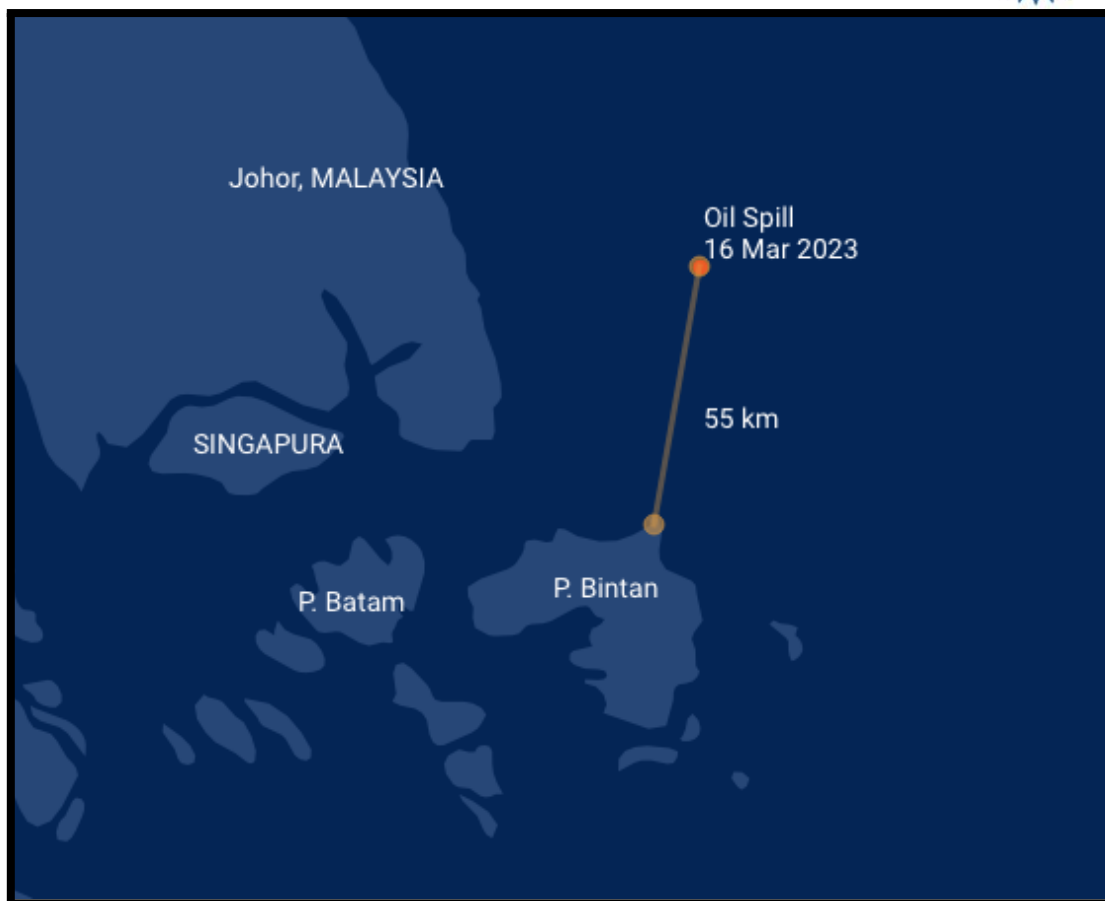 Johor, MALAYSIA
Oil Spill
16 Mar 2023
55 km
SINGAPURA
P. Bintan
P. Batam